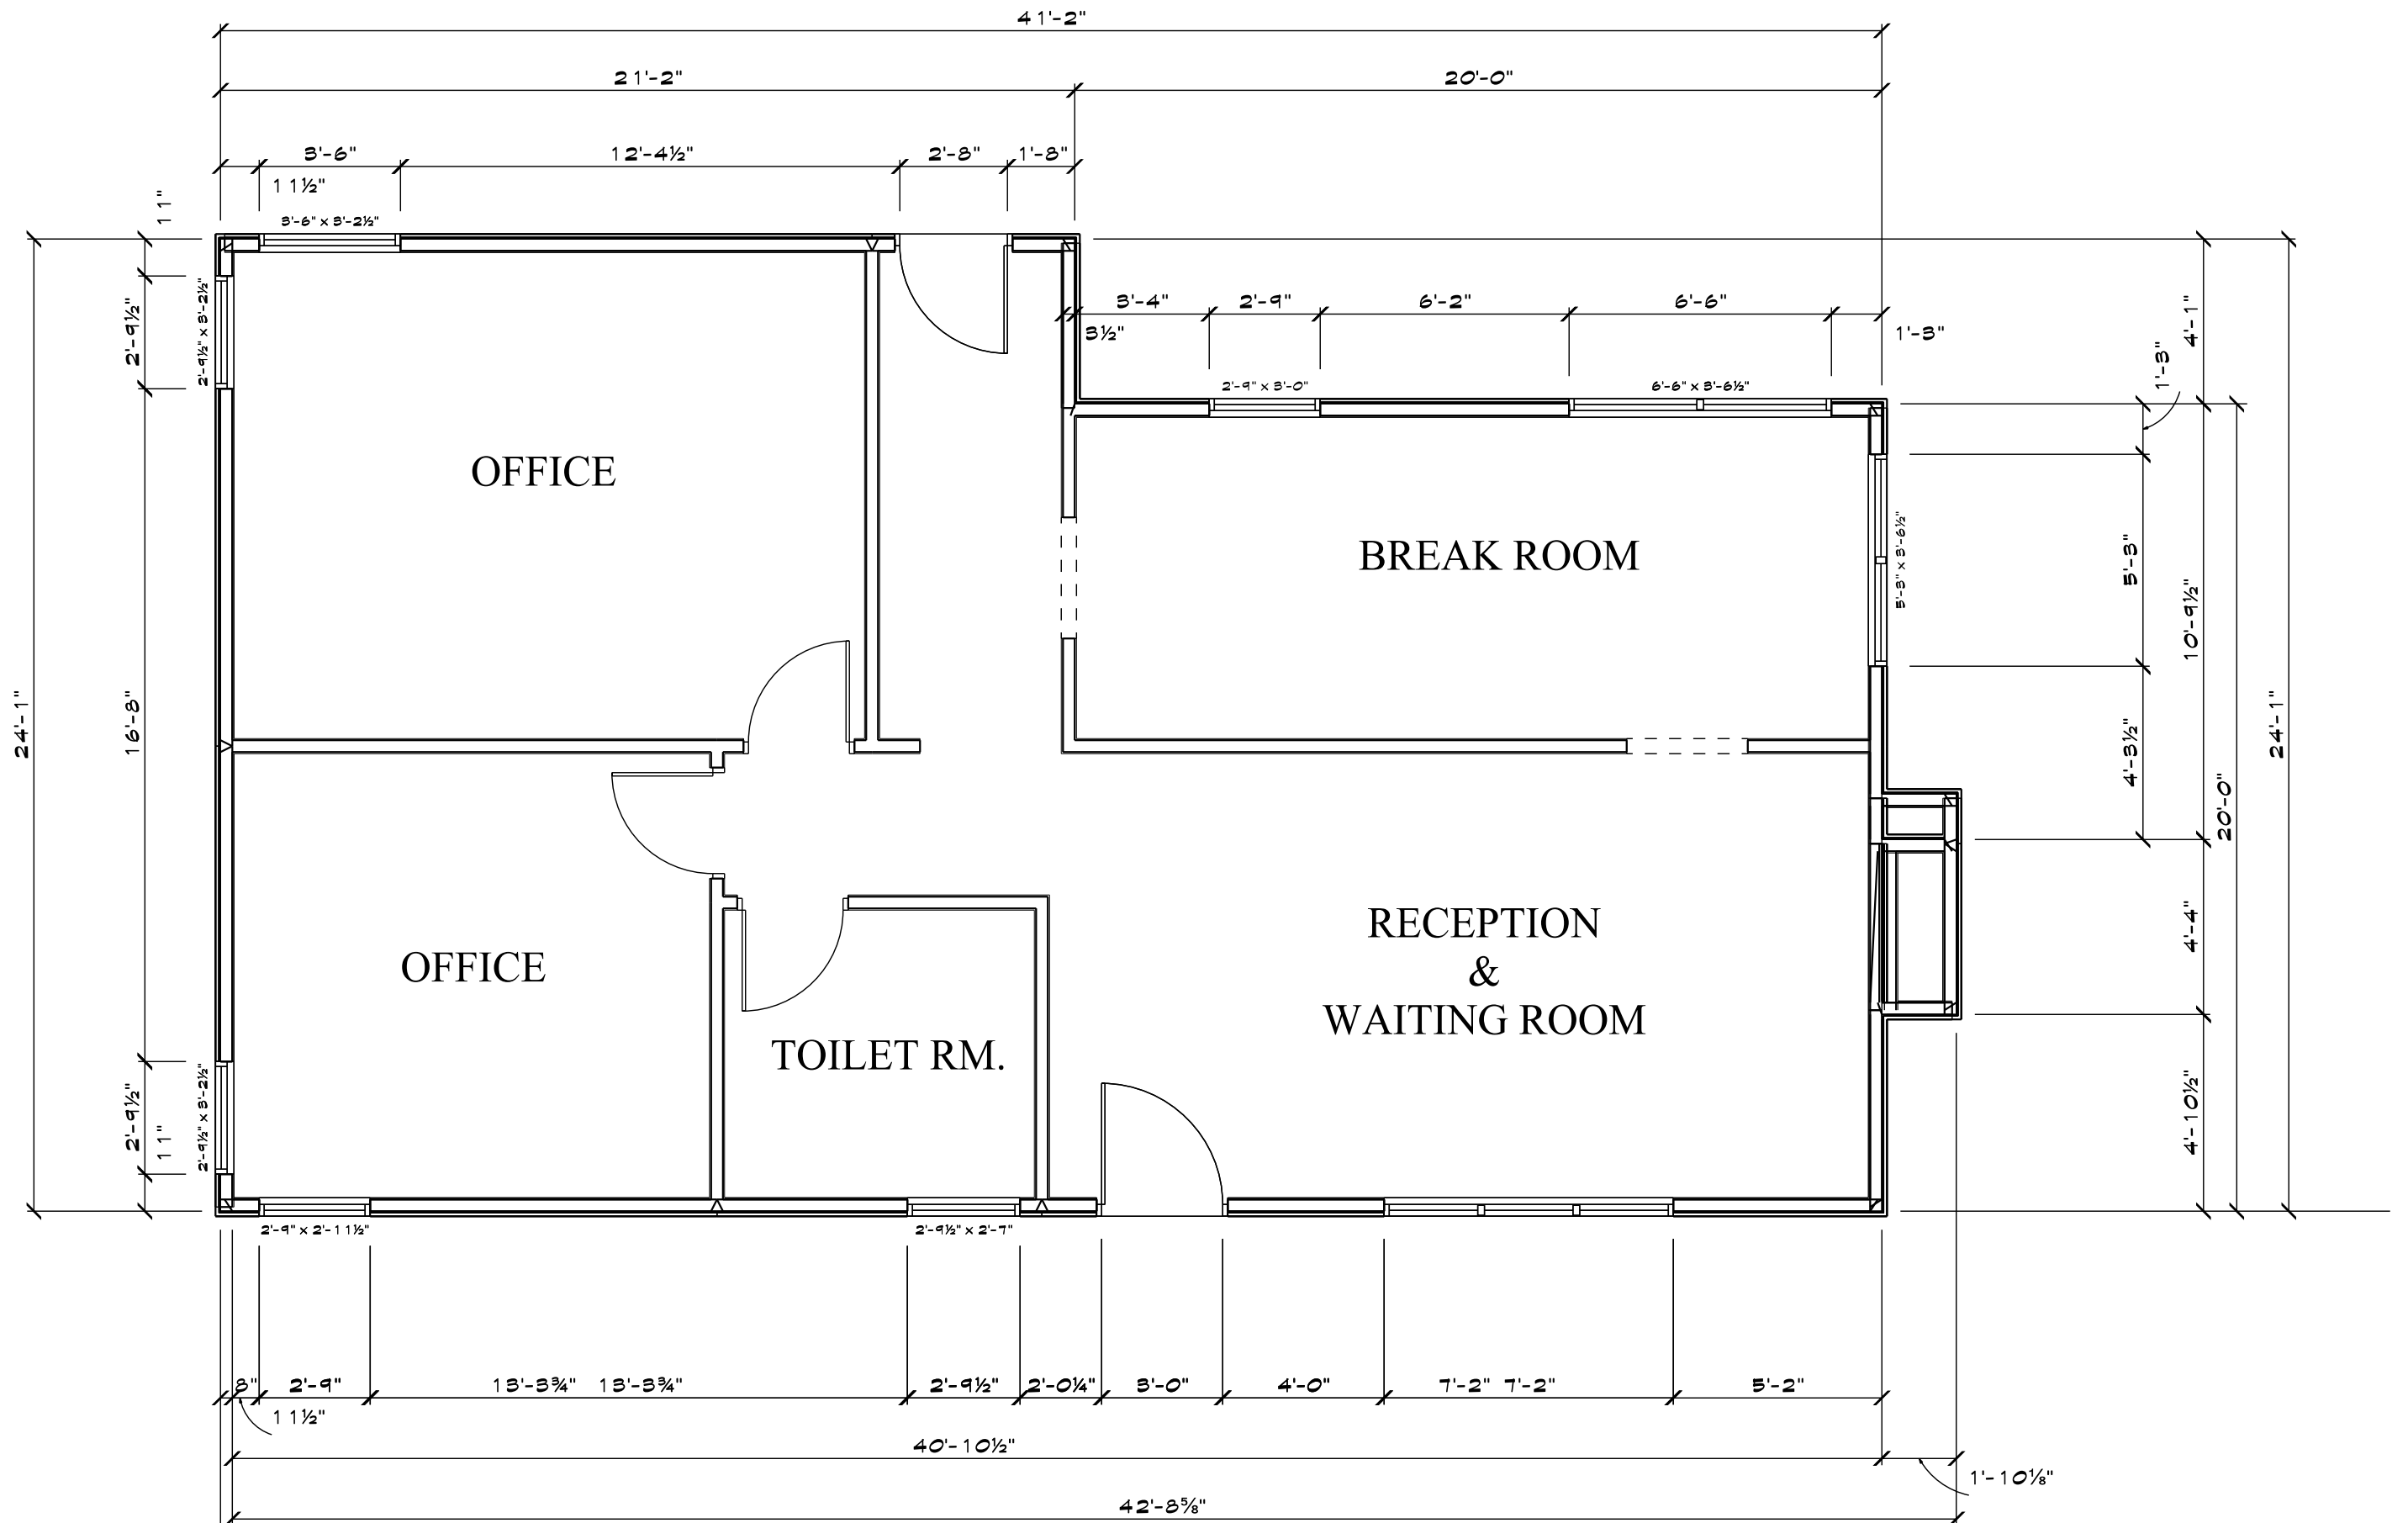 41'-2"
21'-2" 20'-0"
3'-6" 12'-4½" 2'-8" 1'-8"
11½"
11"
3'-6" x 3'-2½"
2'-9½"
2'-9½" x 3'-2½"
3'-4" 2'-9" 6'-2" 6'-6"
3½" 1'-3"
4'-1"
1'-3"
2'-9" x 3'-0" 6'-6" x 3'-6½"
OFFICE
BREAK ROOM
5'-3" x 3'-6½"
5'-3"
10'-9½"
24'-1"
16'-8"
4'-3½"
20'-0"
24'-1"
RECEPTION
&
WAITING ROOM
4'-4"
OFFICE
TOILET RM.
2'-9½"
11"
2'-9½" x 3'-2½"
4'-10½"
2'-9" x 2'-11½" 2'-9½" x 2'-7"
8" 2'-9" 13'-3¾" 13'-3¾" 2'-9½" 2'-0¼" 3'-0" 4'-0" 7'-2" 7'-2" 5'-2"
11½"
40'-10½"
1'-10⅛"
42'-8⅝"